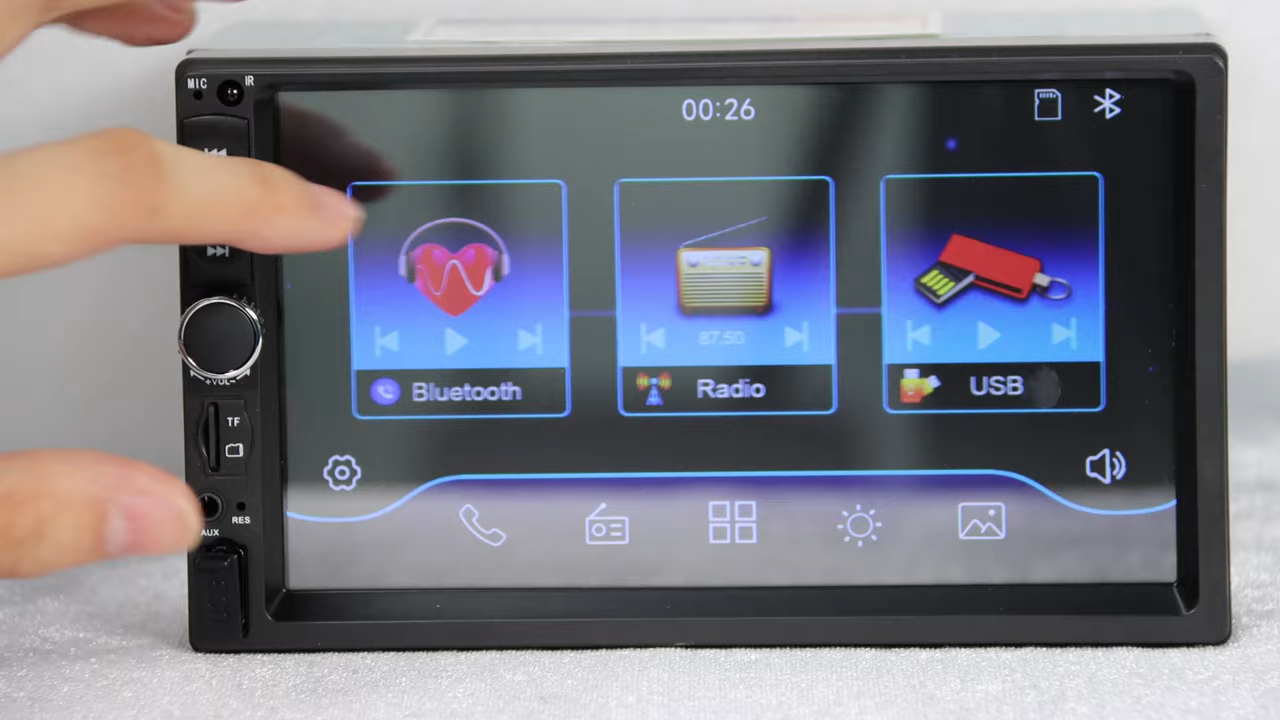 MIC
IR
00:26
87.50
Bluetooth
Radio
USB
+VOL-
TF
RES
AUX